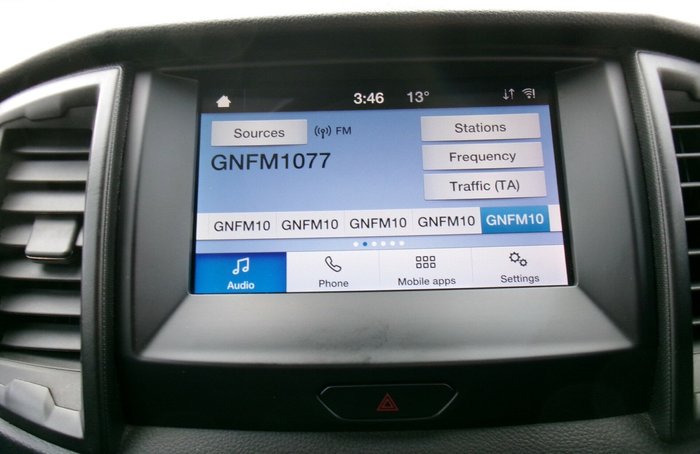 3:46 13°
Sources FM Stations
GNFM1077 Frequency
Traffic (TA)
GNFM10 GNFM10 GNFM10 GNFM10 GNFM10
Audio Phone Mobile apps Settings